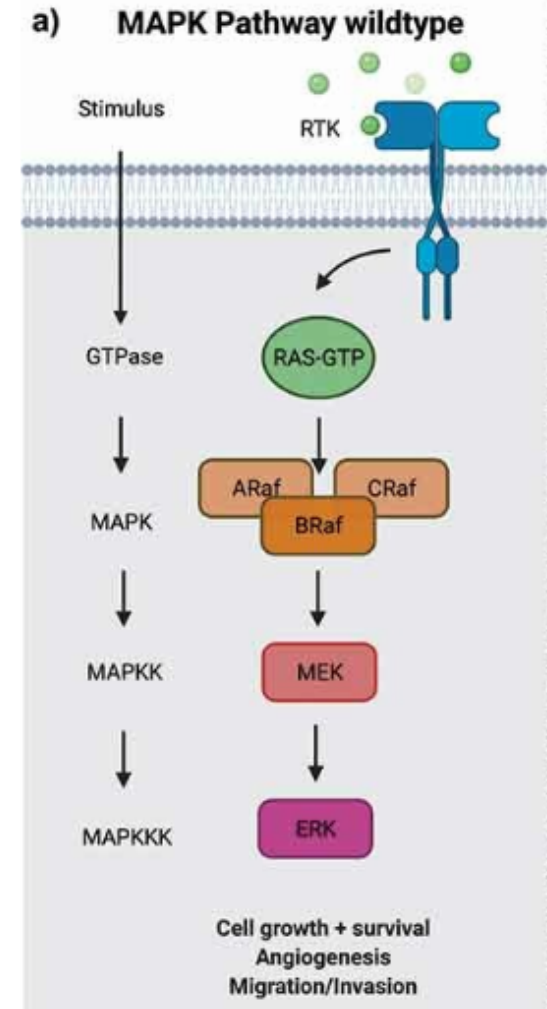 a) MAPK Pathway wildtype
Stimulus
RTK
GTPase
RAS-GTP
ARaf
CRaf
MAPK
BRaf
MAPKK
MEK
MAPKKK
ERK
Cell growth + survival
Angiogenesis
Migration/Invasion